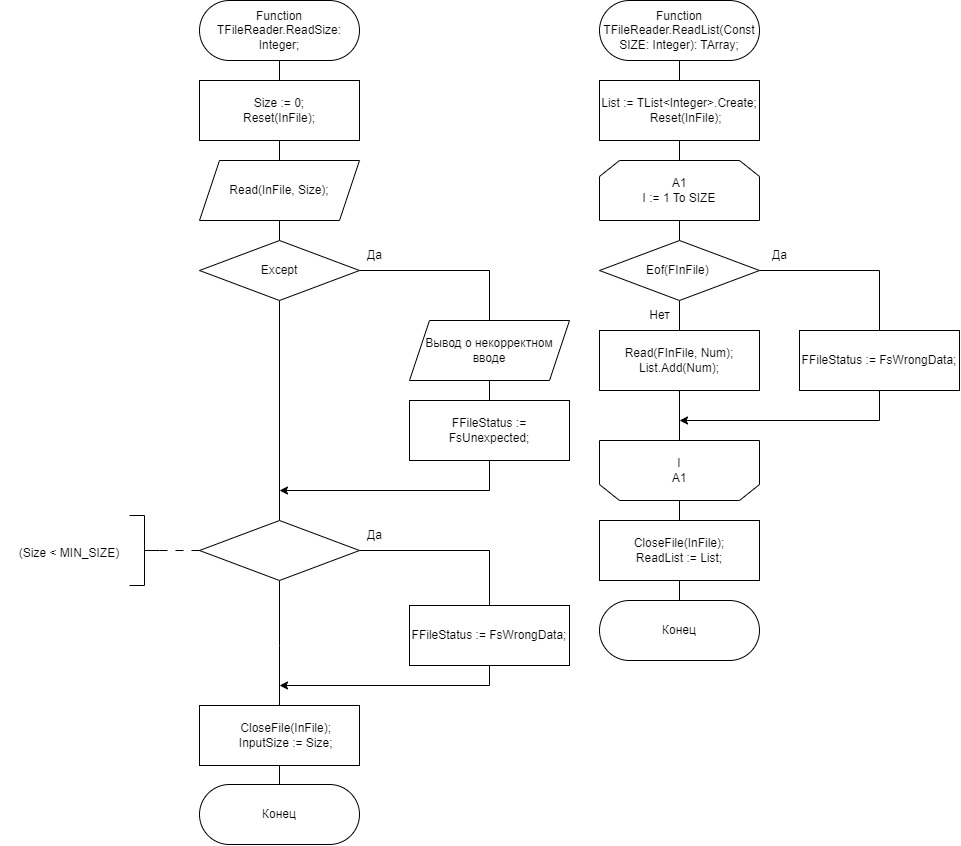 Function
TFileReader.ReadSize:
Integer;
Size := 0;
Reset(InFile);
Read(InFile, Size);
Except
Да
Вывод о некорректном
вводе
FFileStatus :=
FsUnexpected;
(Size < MIN_SIZE)
Да
FFileStatus := FsWrongData;
CloseFile(InFile);
InputSize := Size;
Конец
Function
TFileReader.ReadList(Const
SIZE: Integer): TArray;
List := TList<Integer>.Create;
Reset(InFile);
A1
I := 1 To SIZE
Eof(FInFile)
Да
Нет
Read(FInFile, Num);
List.Add(Num);
FFileStatus := FsWrongData;
I
A1
CloseFile(InFile);
ReadList := List;
Конец